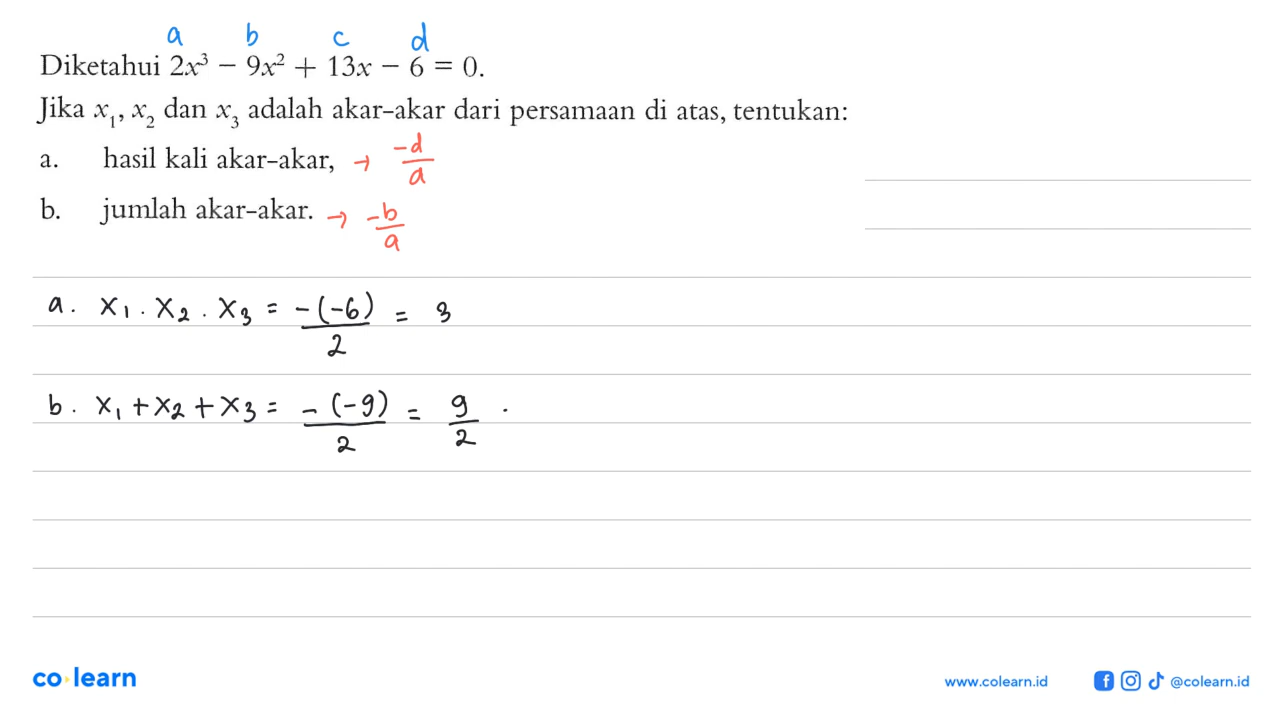 a b c d
Diketahui 2x³ − 9x² + 13x − 6 = 0.
Jika x₁, x₂ dan x₃ adalah akar-akar dari persamaan di atas, tentukan:
a. hasil kali akar-akar, → -d/a
b. jumlah akar-akar. → -b/a
a. x₁ . x₂ . x₃ = -(-6)/2 = 3
b. x₁ + x₂ + x₃ = -(-9)/2 = 9/2 .
co learn
www.colearn.id
@colearn.id